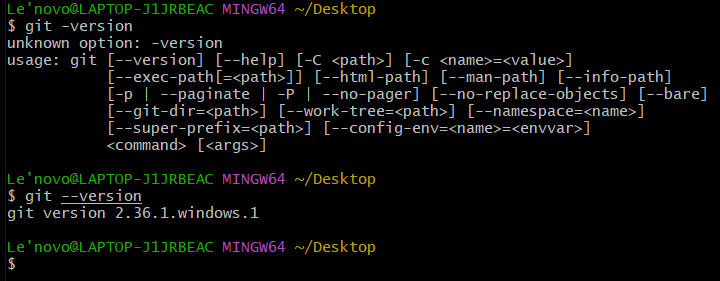 Le'novo@LAPTOP-J1JRBEAC MINGW64 ~/Desktop
$ git -version
unknown option: -version
usage: git [--version] [--help] [-C <path>] [-c <name>=<value>]
           [--exec-path[=<path>]] [--html-path] [--man-path] [--info-path]
           [-p | --paginate | -P | --no-pager] [--no-replace-objects] [--bare]
           [--git-dir=<path>] [--work-tree=<path>] [--namespace=<name>]
           [--super-prefix=<path>] [--config-env=<name>=<envvar>]
           <command> [<args>]
Le'novo@LAPTOP-J1JRBEAC MINGW64 ~/Desktop
$ git --version
git version 2.36.1.windows.1
Le'novo@LAPTOP-J1JRBEAC MINGW64 ~/Desktop
$